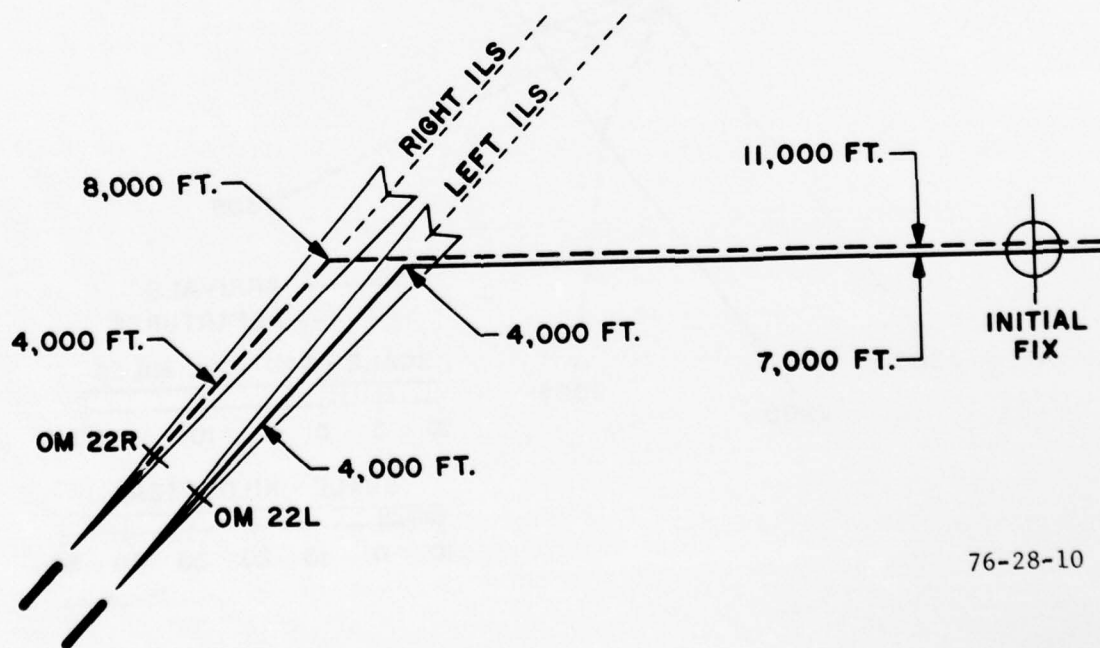 RIGHT ILS
LEFT ILS
11,000 FT.
8,000 FT.
4,000 FT.
4,000 FT.
INITIAL
FIX
7,000 FT.
OM 22R
4,000 FT.
OM 22L
76-28-10